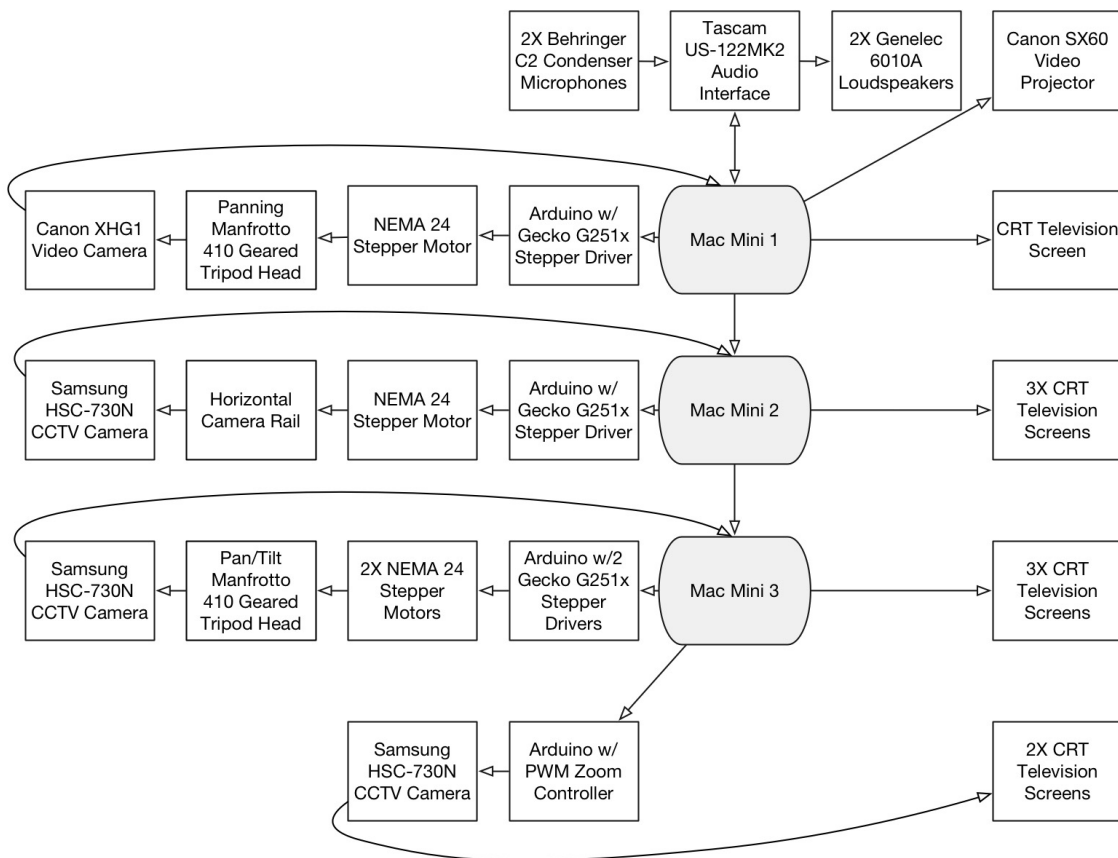 2X Behringer
C2 Condenser
Microphones
Tascam
US-122MK2
Audio
Interface
2X Genelec
6010A
Loudspeakers
Canon SX60
Video
Projector
Canon XHG1
Video Camera
Panning
Manfrotto
410 Geared
Tripod Head
NEMA 24
Stepper Motor
Arduino w/
Gecko G251x
Stepper Driver
Mac Mini 1
CRT Television
Screen
Samsung
HSC-730N
CCTV Camera
Horizontal
Camera Rail
NEMA 24
Stepper Motor
Arduino w/
Gecko G251x
Stepper Driver
Mac Mini 2
3X CRT
Television
Screens
Samsung
HSC-730N
CCTV Camera
Pan/Tilt
Manfrotto
410 Geared
Tripod Head
2X NEMA 24
Stepper
Motors
Arduino w/2
Gecko G251x
Stepper
Drivers
Mac Mini 3
3X CRT
Television
Screens
Samsung
HSC-730N
CCTV Camera
Arduino w/
PWM Zoom
Controller
2X CRT
Television
Screens